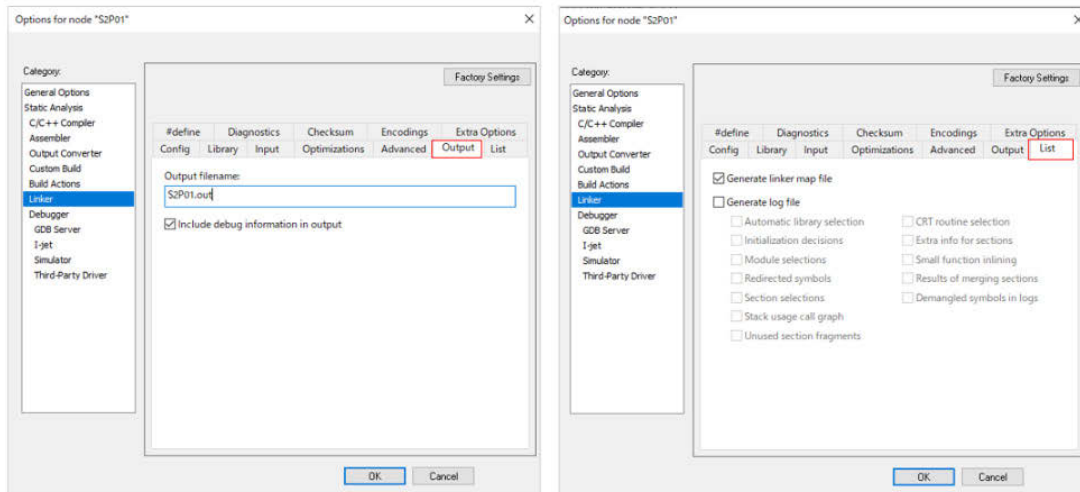 Options for node "S2P01"
Category:
General Options
Static Analysis
C/C++ Compiler
Assembler
Output Converter
Custom Build
Build Actions
Linker
Debugger
GDB Server
I-jet
Simulator
Third-Party Driver
Factory Settings
#define Diagnostics Checksum Encodings Extra Options
Config Library Input Optimizations Advanced Output List
Output filename:
S2P01.out
Include debug information in output
OK Cancel
Options for node "S2P01"
Category:
General Options
Static Analysis
C/C++ Compiler
Assembler
Output Converter
Custom Build
Build Actions
Linker
Debugger
GDB Server
I-jet
Simulator
Third-Party Driver
Factory Settings
#define Diagnostics Checksum Encodings Extra Options
Config Library Input Optimizations Advanced Output List
Generate linker map file
Generate log file
Automatic library selection CRT routine selection
Initialization decisions Extra info for sections
Module selections Small function inlining
Redirected symbols Results of merging sections
Section selections Demangled symbols in logs
Stack usage call graph
Unused section fragments
OK Cancel